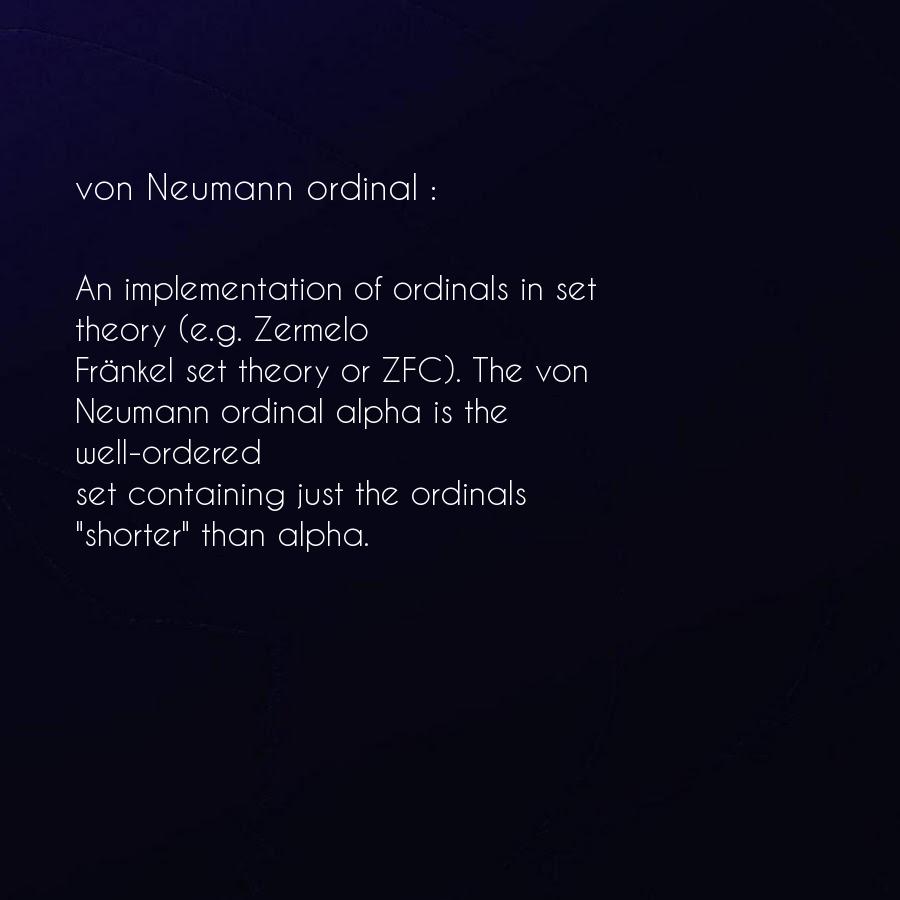 von Neumann ordinal :
An implementation of ordinals in set
theory (e.g. Zermelo
Fränkel set theory or ZFC). The von
Neumann ordinal alpha is the
well-ordered
set containing just the ordinals
"shorter" than alpha.